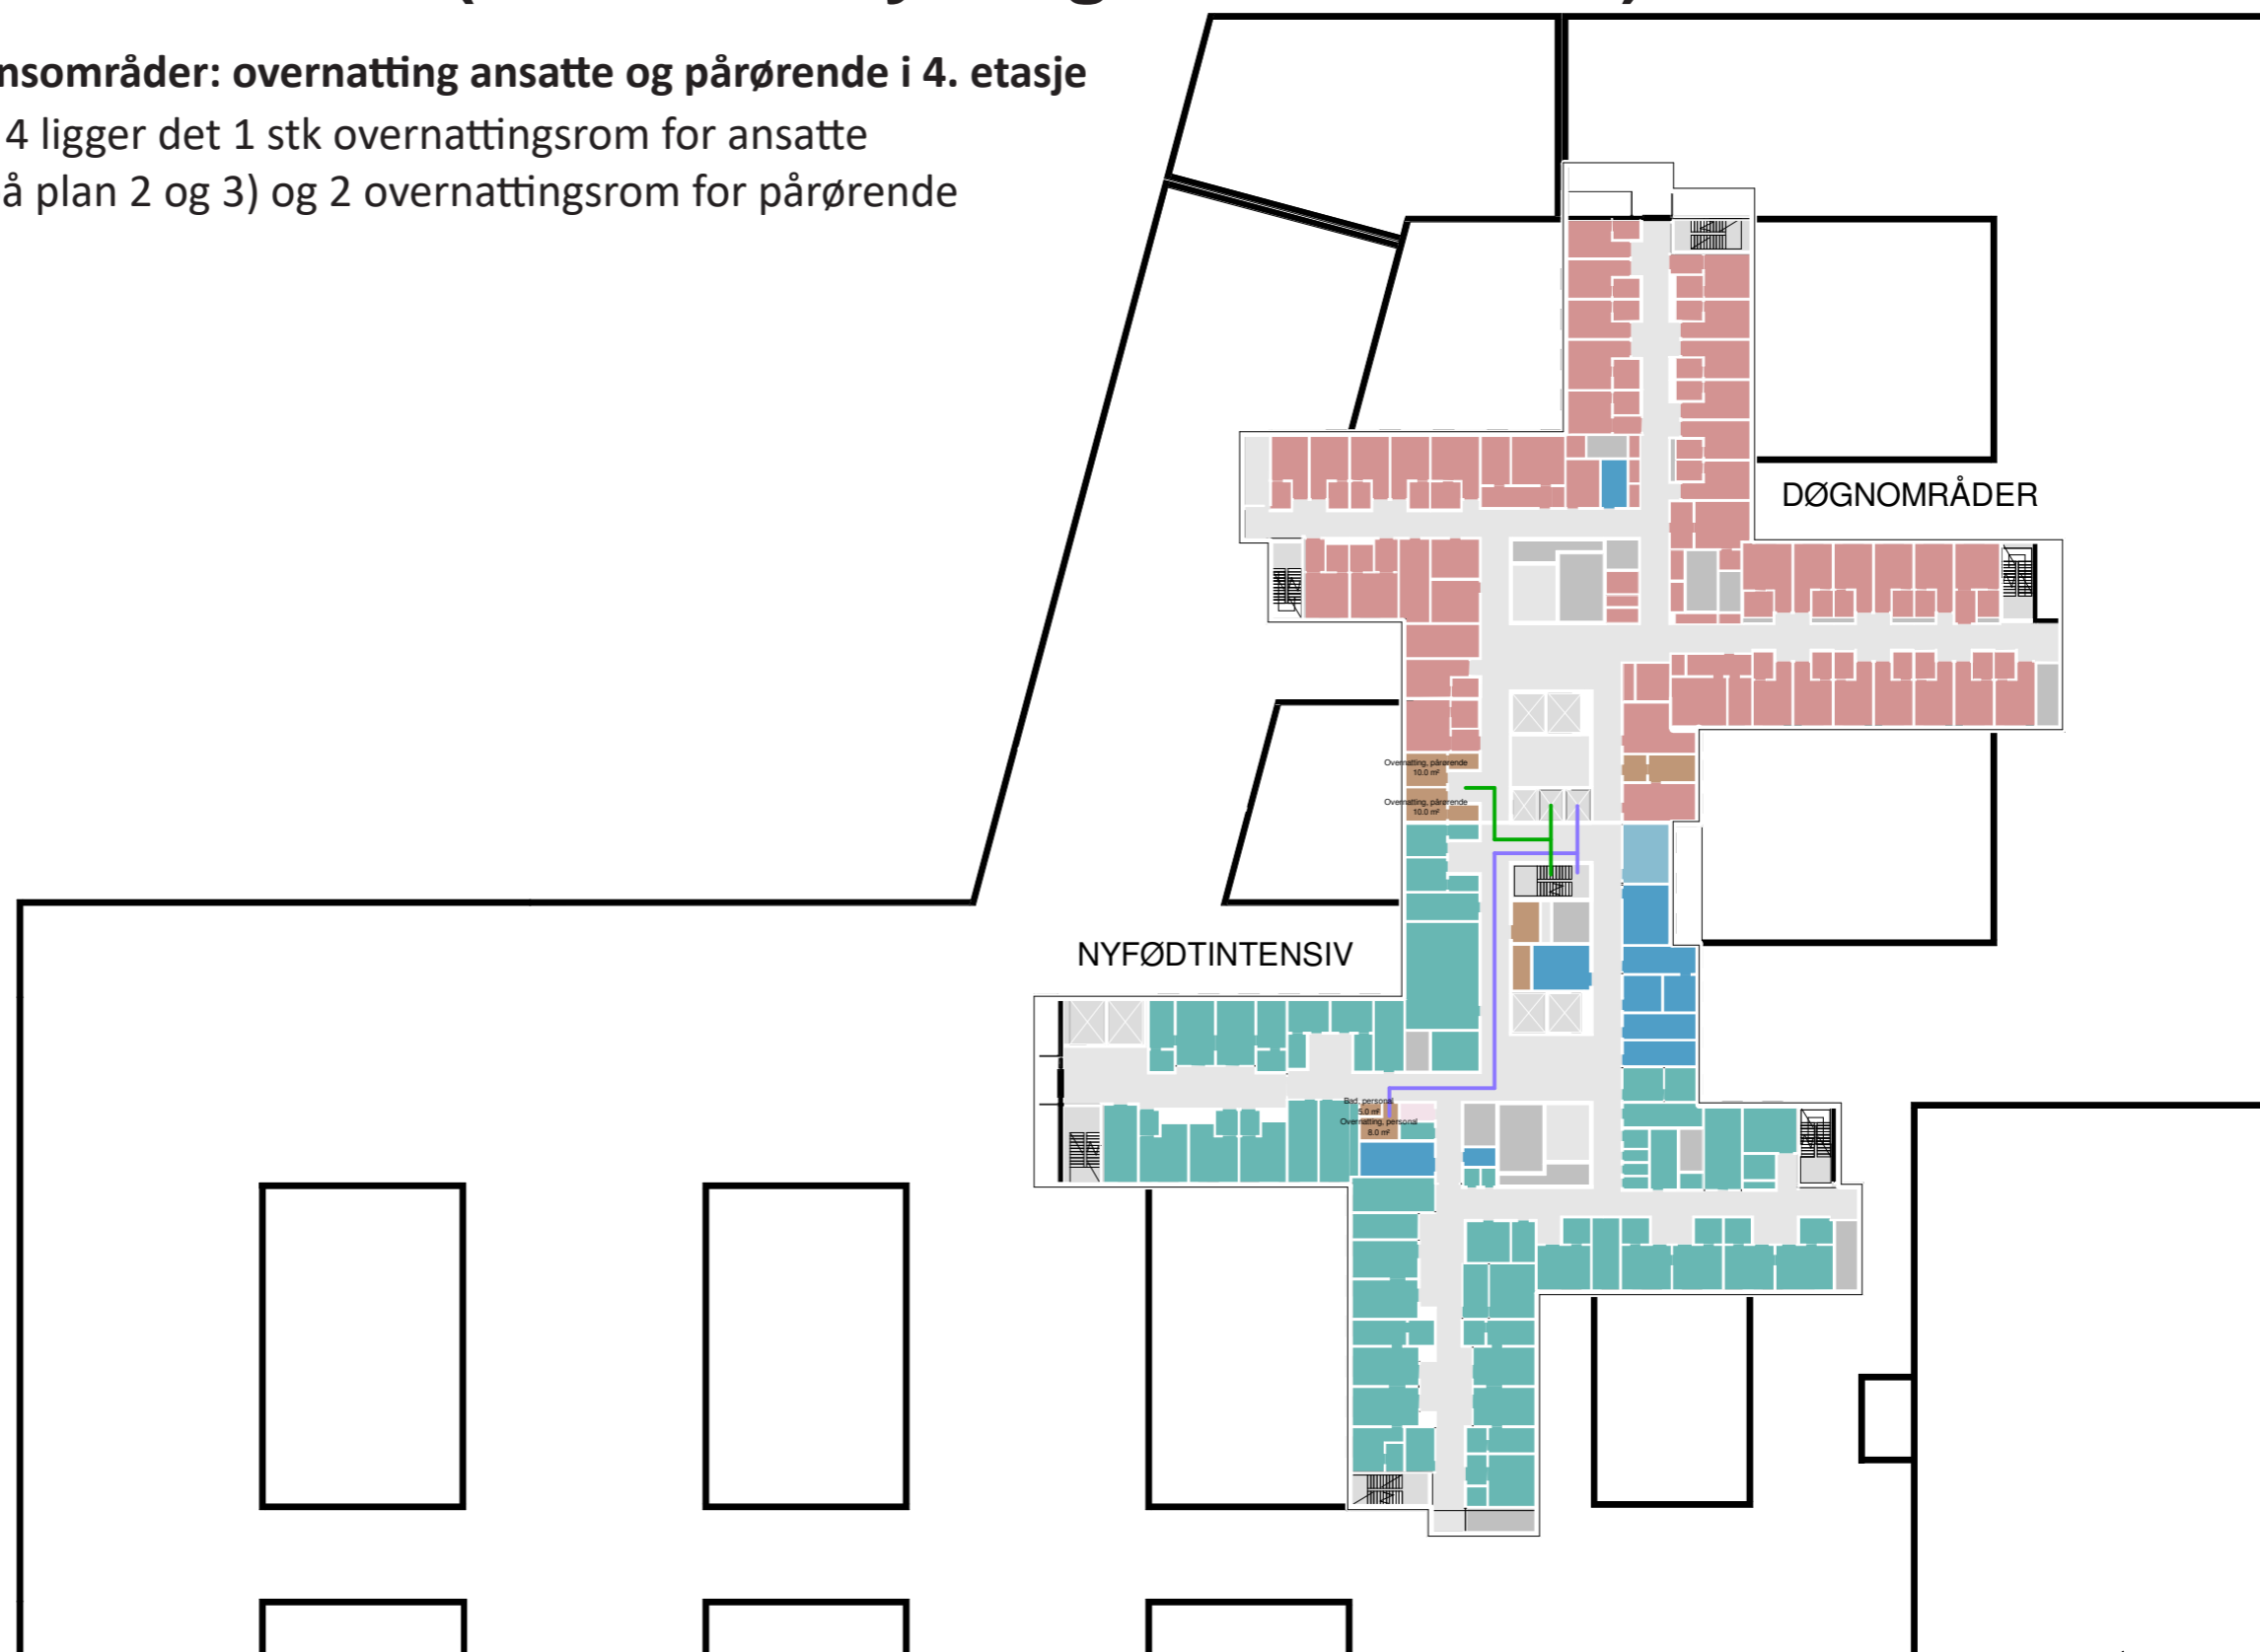 nsområder: overnatting ansatte og pårørende i 4. etasje
4 ligger det 1 stk overnattingsrom for ansatte
å plan 2 og 3) og 2 overnattingsrom for pårørende
DØGNOMRÅDER
Overnatting, pårørende
10.0 m²
Overnatting, pårørende
10.0 m²
NYFØDTINTENSIV
Bad, personal
5.0 m²
Overnatting, personal
8.0 m²